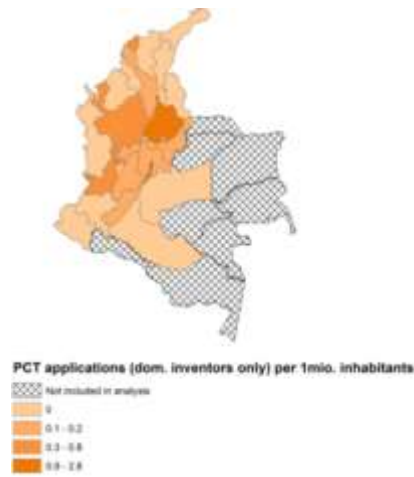 PCT applications (dom. inventors only) per 1mio. inhabitants
Not included in analysis
0
0.1 - 0.2
0.3 - 0.8
0.9 - 2.8